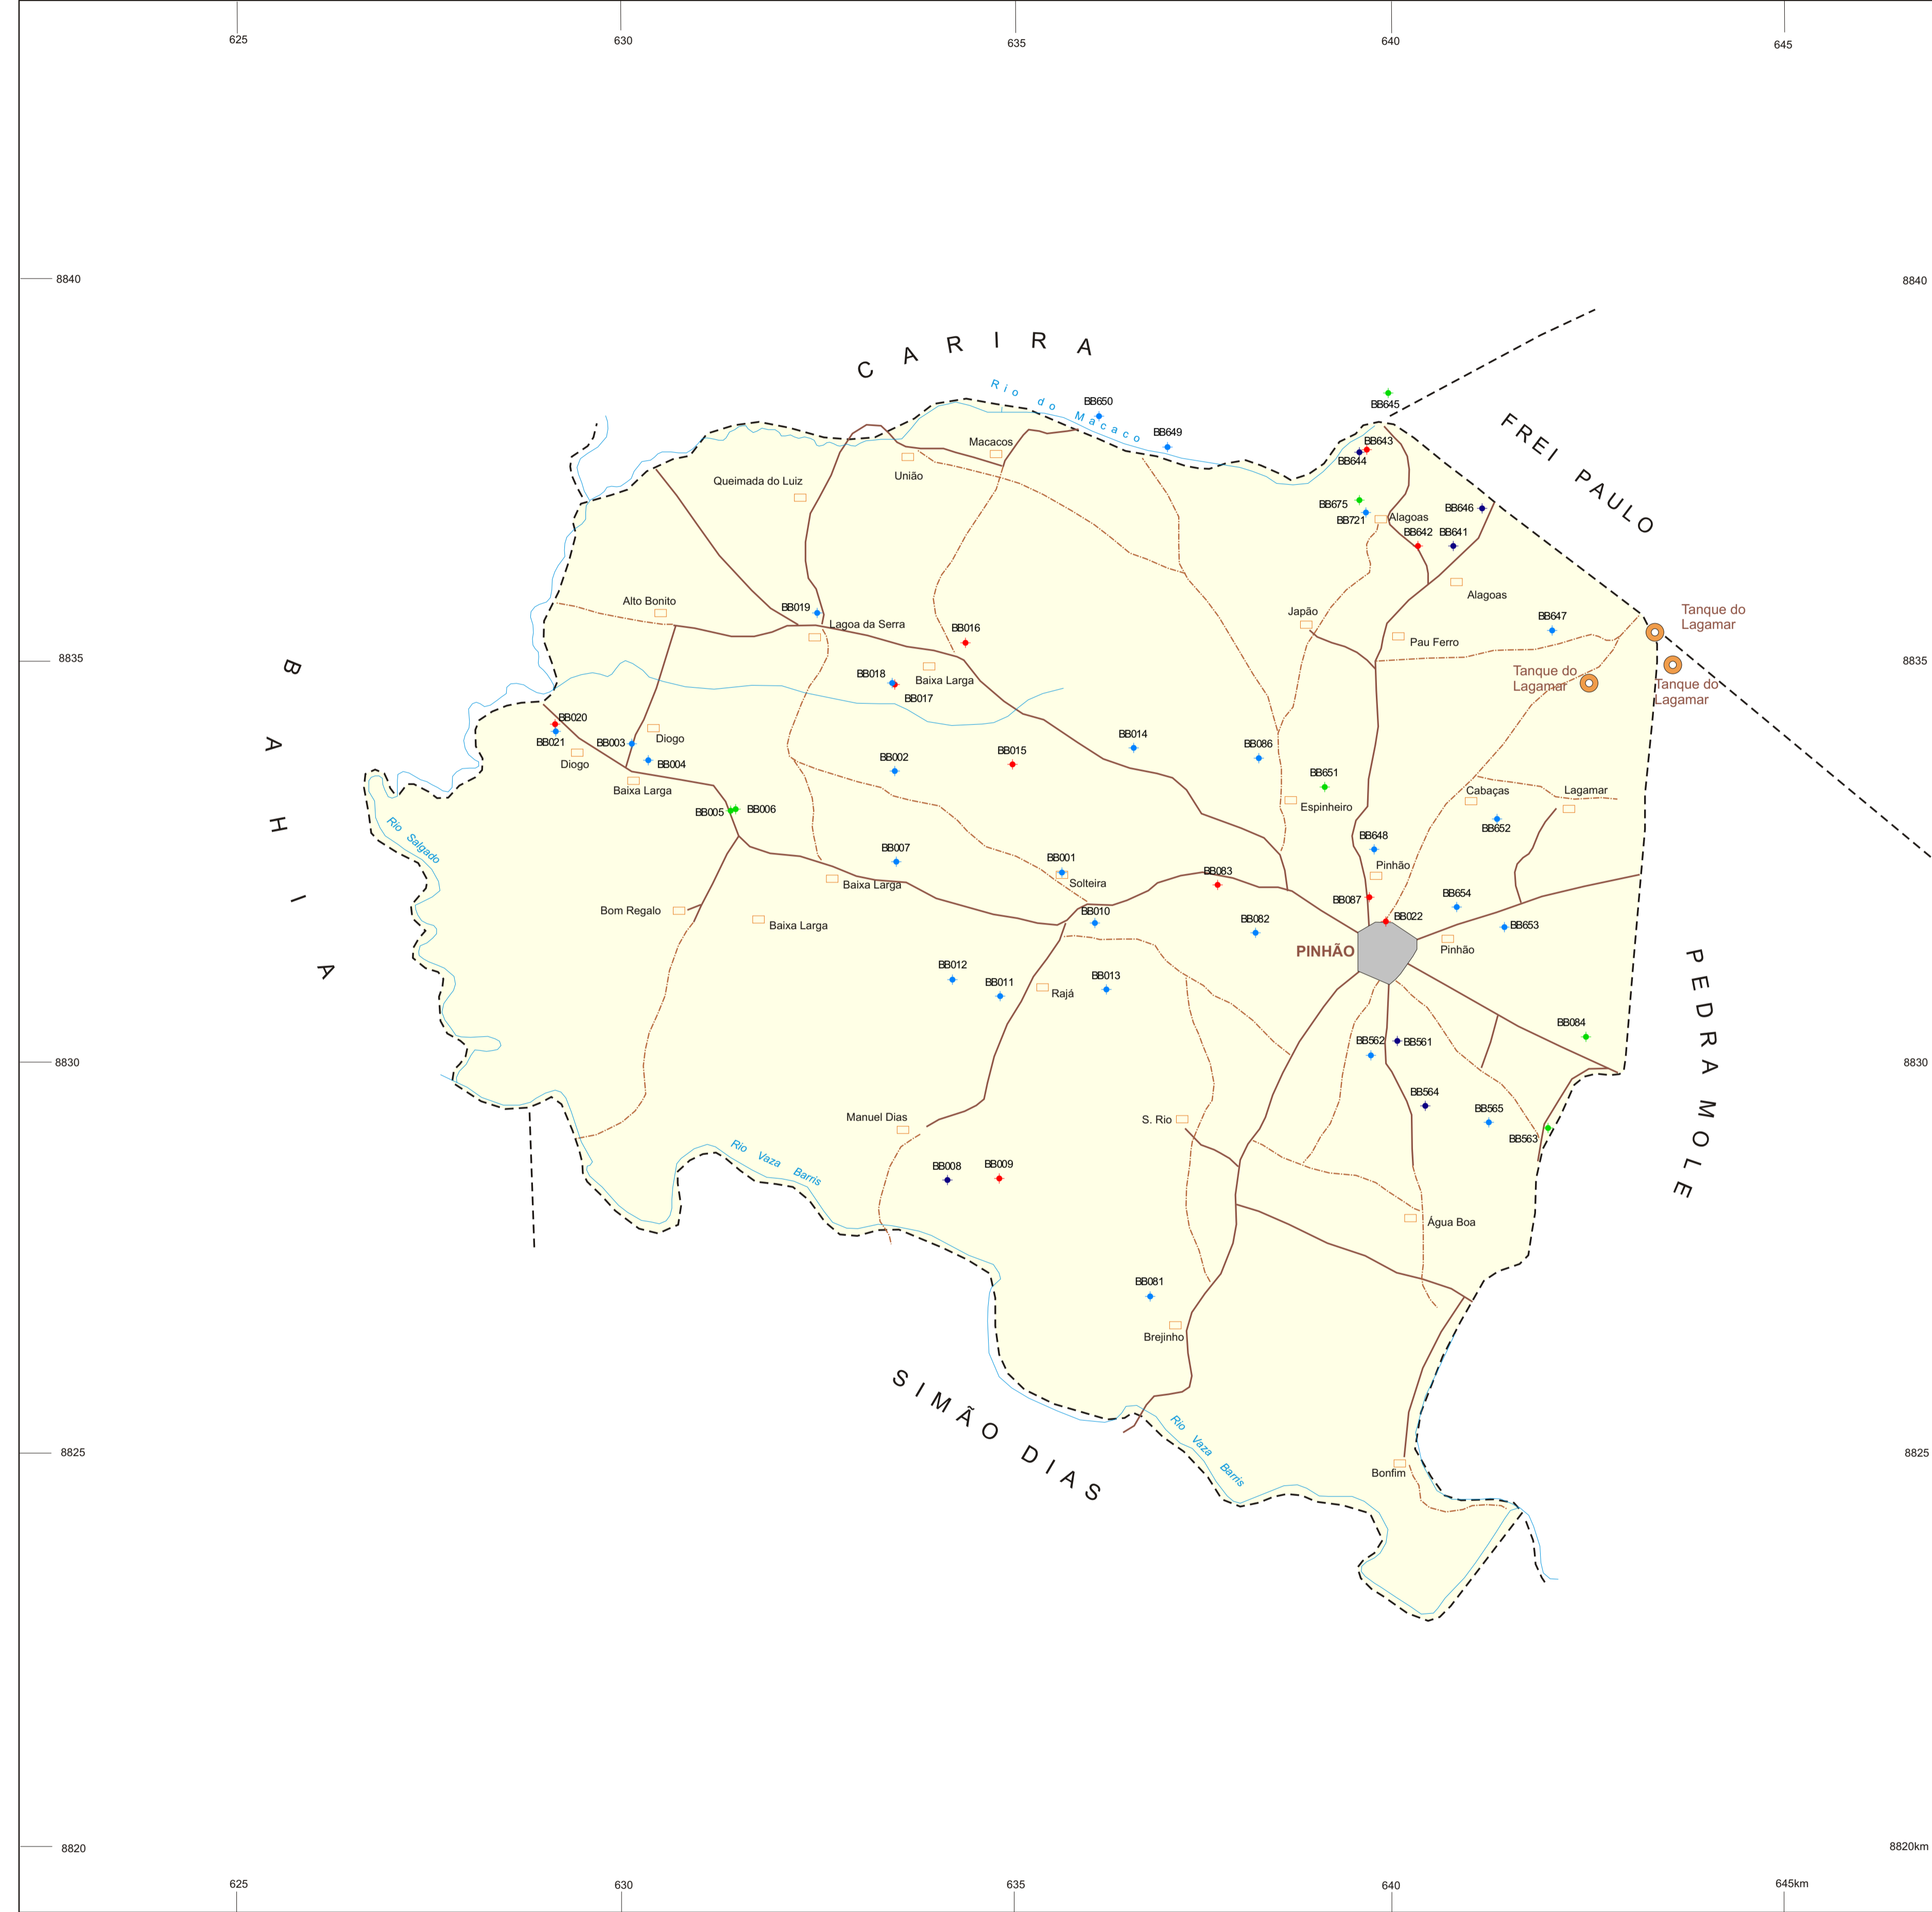 625
630
635
640
645
8840
8840
CARIRA
Rio do Macaco
BB650
BB645
FREI PAULO
BB649
BB643
BB644
Macacos
União
Queimada do Luiz
BB675
BB721
Alagoas
BB646
BB642
BB641
Alagoas
Alto Bonito
BB019
Lagoa da Serra
BB016
Japão
BB647
Tanque do
Lagamar
Pau Ferro
8835
8835
BAHIA
BB018
Baixa Larga
BB017
Tanque do
Lagamar
Tanque do
Lagamar
BB020
BB021
BB003
Diogo
BB004
Diogo
BB014
BB086
BB002
BB015
BB651
Baixa Larga
Cabaças
Lagamar
BB005
BB006
Espinheiro
BB652
Rio Salgado
BB648
BB007
BB001
Pinhão
BB083
Solteira
Baixa Larga
BB087
BB654
Bom Regalo
BB010
BB022
Baixa Larga
BB082
BB653
PINHÃO
Pinhão
BB012
BB011
BB013
Rajá
PEDRA MOLE
BB084
BB562
BB561
8830
8830
BB564
BB565
Manuel Dias
S. Rio
BB563
Rio Vaza Barris
BB008
BB009
Água Boa
BB081
Brejinho
SIMÃO DIAS
Rio Vaza Barris
8825
8825
Bonfim
8820
8820km
625
630
635
640
645km